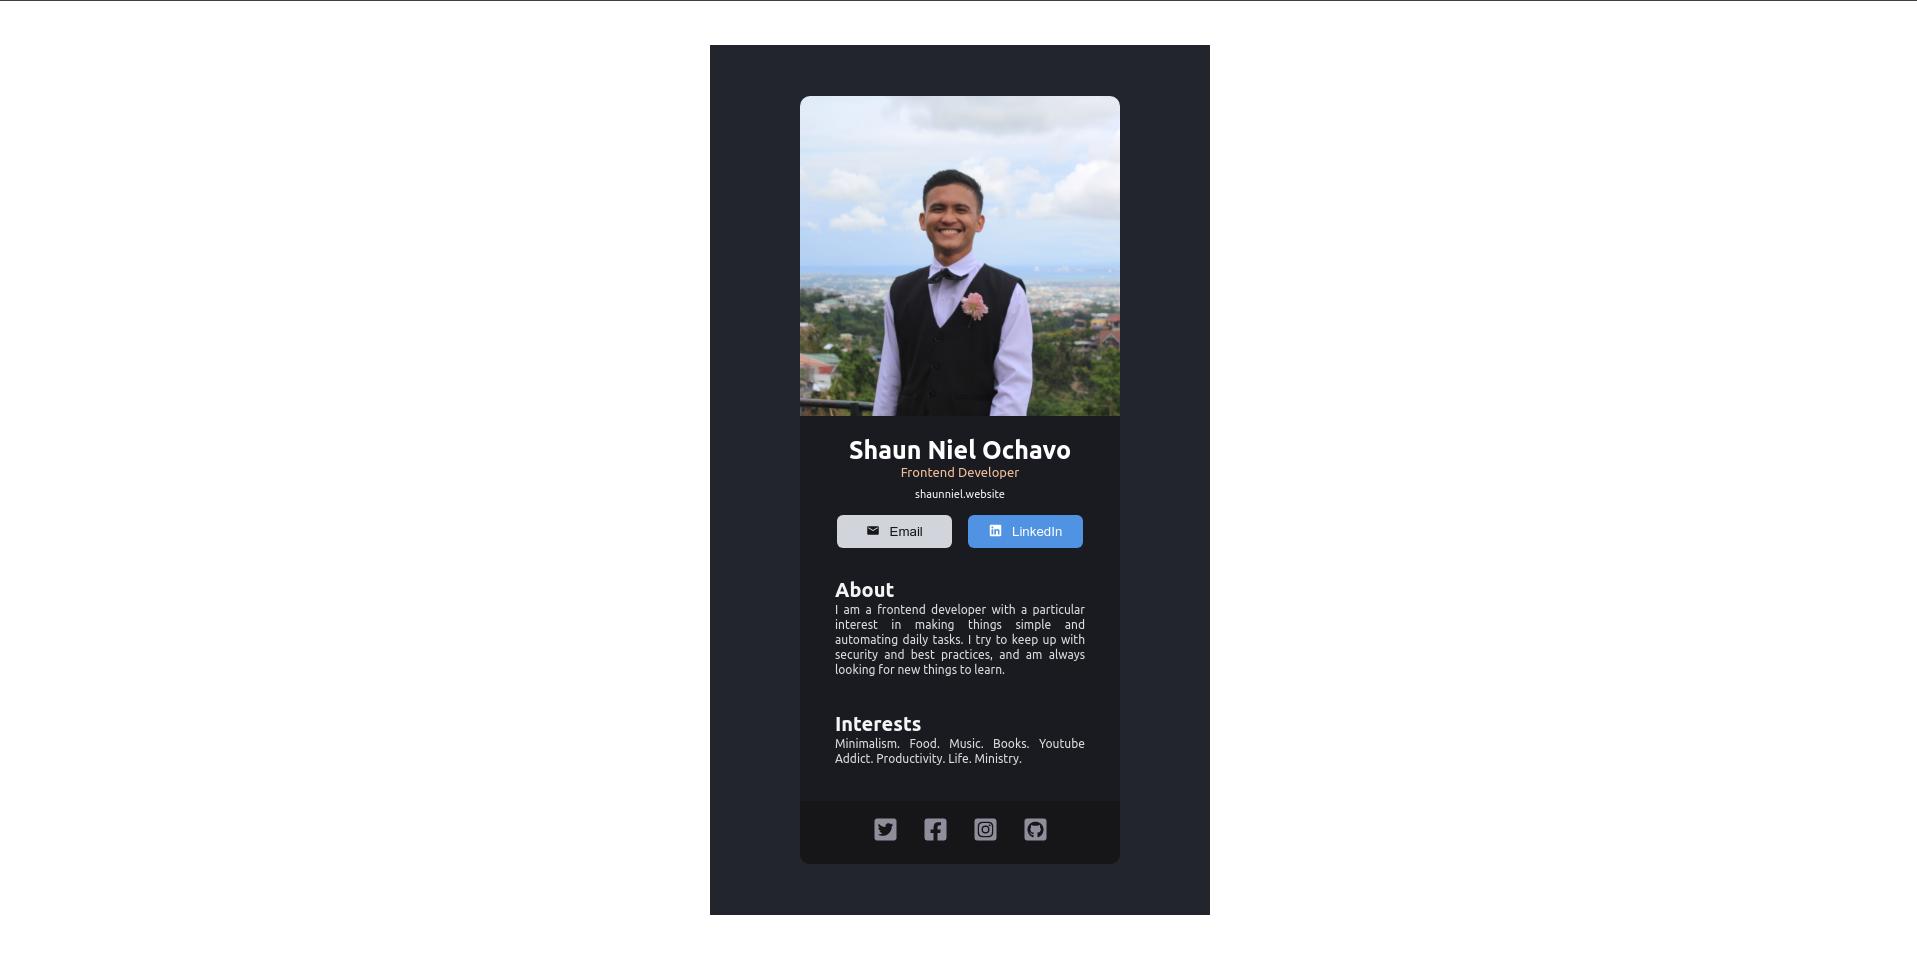 Shaun Niel Ochavo
Frontend Developer
shaunniel.website
Email
LinkedIn
About
I am a frontend developer with a particular
interest in making things simple and
automating daily tasks. I try to keep up with
security and best practices, and am always
looking for new things to learn.
Interests
Minimalism. Food. Music. Books. Youtube
Addict. Productivity. Life. Ministry.